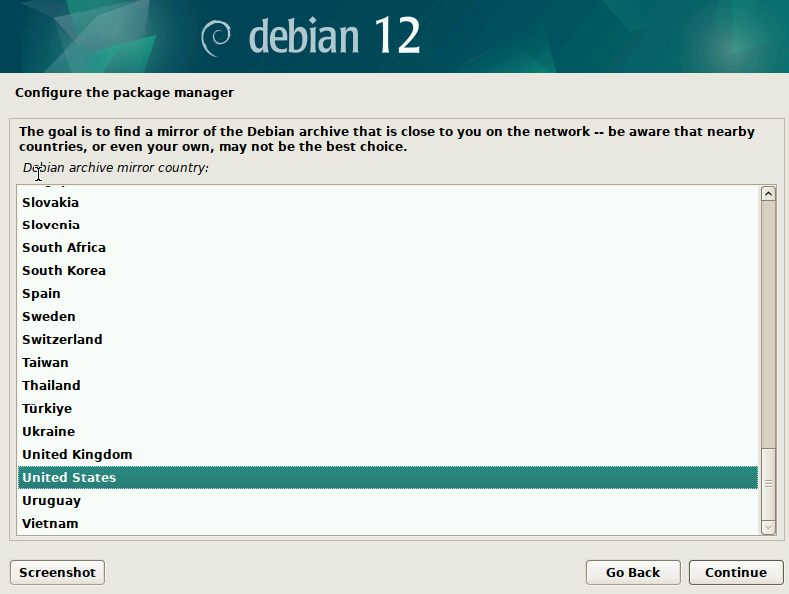 debian 12
Configure the package manager
The goal is to find a mirror of the Debian archive that is close to you on the network -- be aware that nearby
countries, or even your own, may not be the best choice.
Debian archive mirror country:
Slovakia
Slovenia
South Africa
South Korea
Spain
Sweden
Switzerland
Taiwan
Thailand
Türkiye
Ukraine
United Kingdom
United States
Uruguay
Vietnam
Screenshot
Go Back
Continue